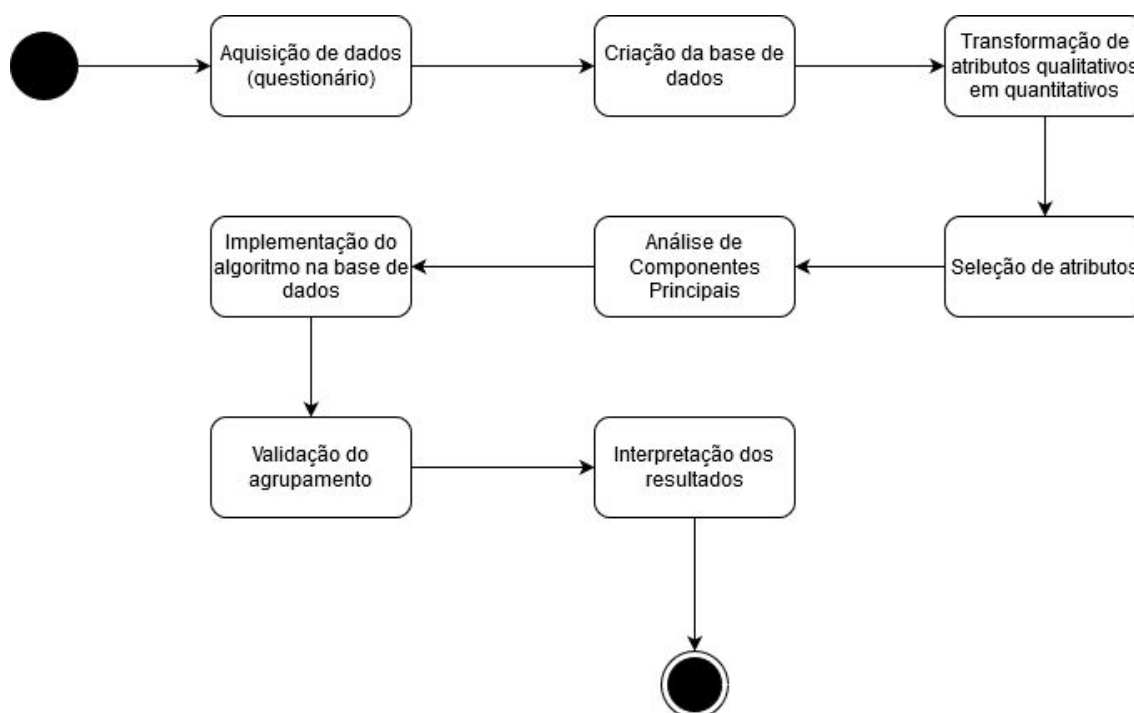 Aquisição de dados
(questionário)
Criação da base de
dados
Transformação de
atributos qualitativos
em quantitativos
Seleção de atributos
Análise de
Componentes
Principais
Implementação do
algoritmo na base de
dados
Validação do
agrupamento
Interpretação dos
resultados